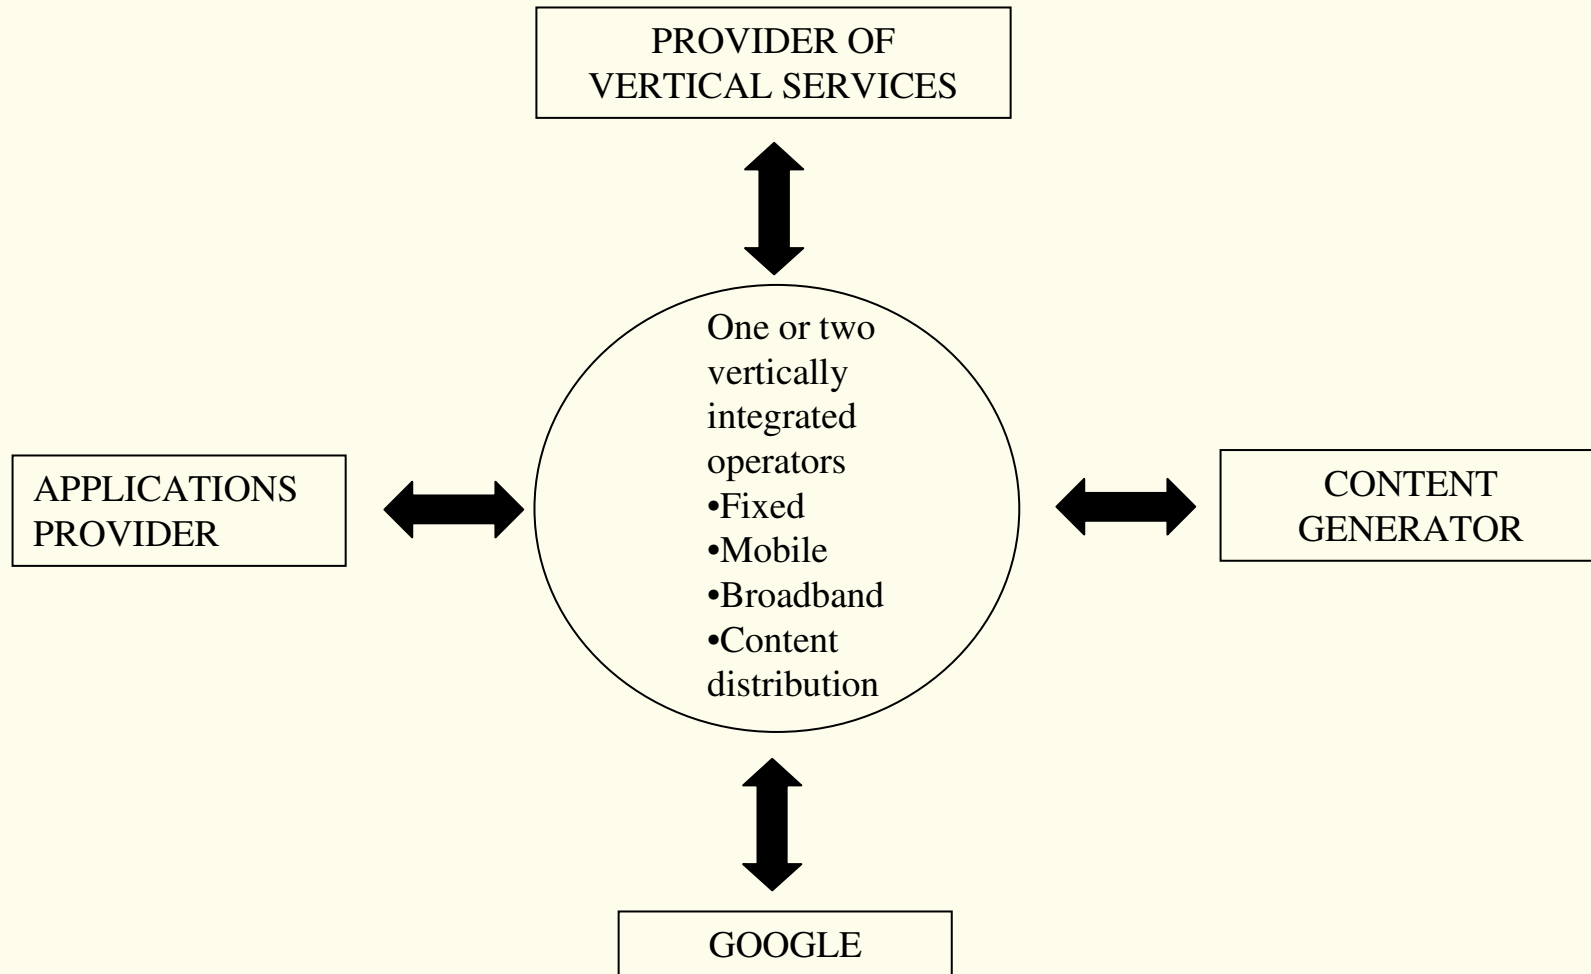 PROVIDER OF
VERTICAL SERVICES
One or two
vertically
integrated
operators
•Fixed
•Mobile
•Broadband
•Content
distribution
APPLICATIONS
PROVIDER
CONTENT
GENERATOR
GOOGLE